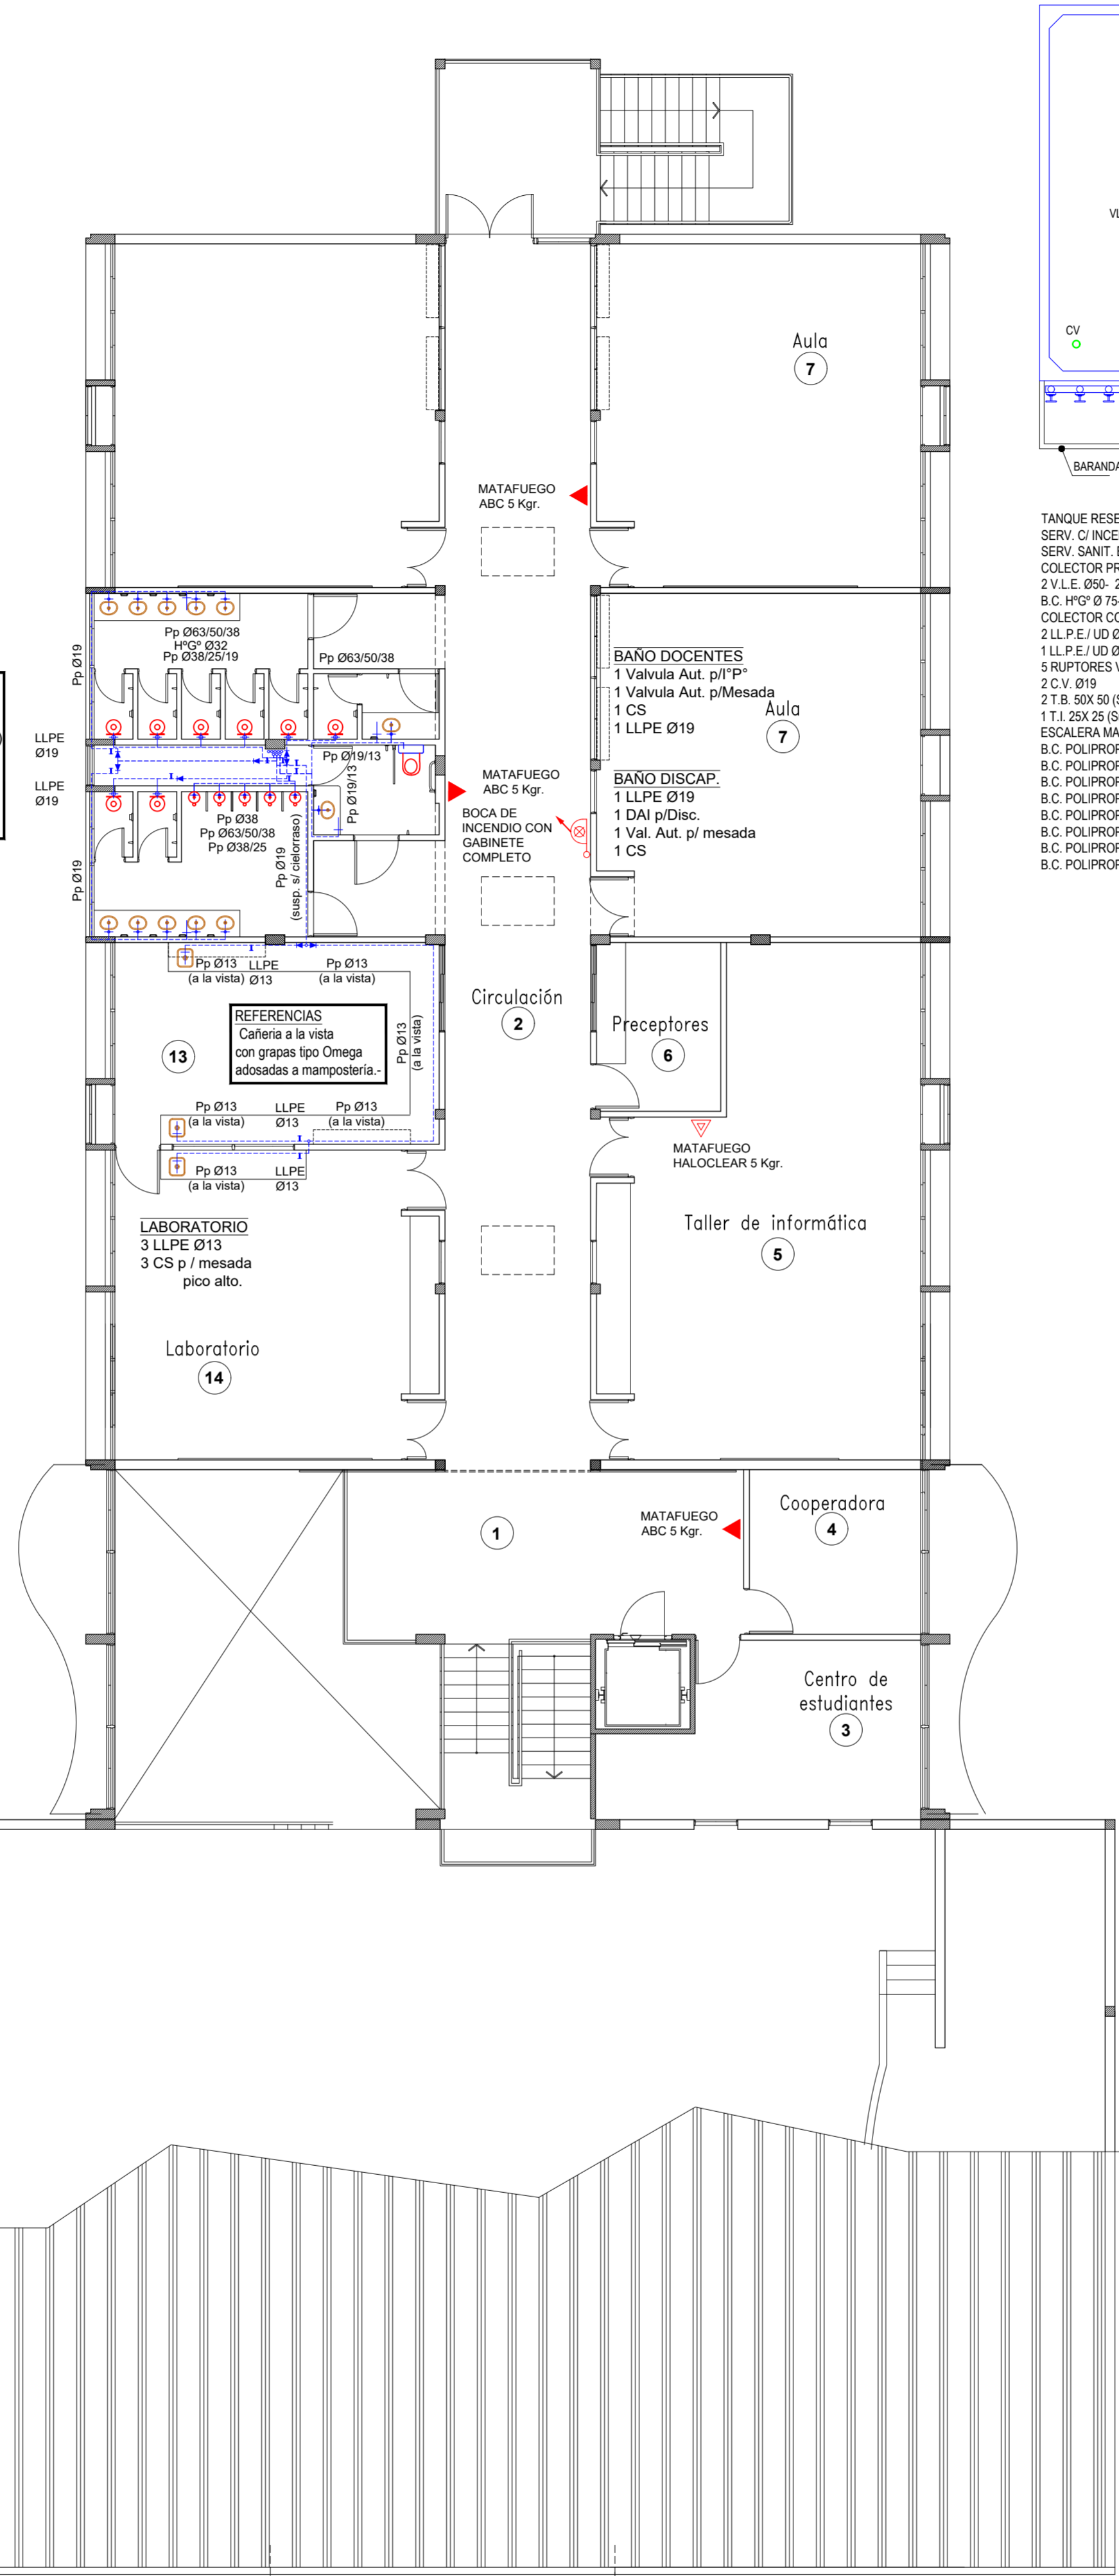 VL
CV
BARANDA
TANQUE RESE
SERV. C/ INCE
SERV. SANIT.
COLECTOR PR
2 V.L.E. Ø50- 2
B.C. HºGº Ø 75-
COLECTOR CO
2 LL.P.E./ UD Ø
1 LL.P.E./ UD Ø
5 RUPTORES V
2 C.V. Ø19
2 T.B. 50X 50 (S
1 T.I. 25X 25 (S
ESCALERA MA
B.C. POLIPROP
B.C. POLIPROP
B.C. POLIPROP
B.C. POLIPROP
B.C. POLIPROP
B.C. POLIPROP
B.C. POLIPROP
B.C. POLIPROP
Aula
7
MATAFUEGO
ABC 5 Kgr.
Pp Ø63/50/38
HºGº Ø32
Pp Ø38/25/19
Pp Ø63/50/38
Pp Ø19
LLPE
Ø19
LLPE
Ø19
Pp Ø19
Pp Ø19/13
Pp Ø19/13
Pp Ø38
Pp Ø63/50/38
Pp Ø38/25
Pp Ø19
(susp. s/ cielorraso)
BAÑO DOCENTES
1 Valvula Aut. p/I°P°
1 Valvula Aut. p/Mesada
1 CS
1 LLPE Ø19
Aula
7
BAÑO DISCAP.
1 LLPE Ø19
1 DAI p/Disc.
1 Val. Aut. p/ mesada
1 CS
MATAFUEGO
ABC 5 Kgr.
BOCA DE
INCENDIO CON
GABINETE
COMPLETO
Pp Ø13
(a la vista)
LLPE
Ø13
Pp Ø13
(a la vista)
REFERENCIAS
Cañeria a la vista
con grapas tipo Omega
adosadas a mampostería.-
Pp Ø13
(a la vista)
13
Circulación
2
Preceptores
6
Pp Ø13
(a la vista)
LLPE
Ø13
Pp Ø13
(a la vista)
MATAFUEGO
HALOCLEAR 5 Kgr.
Pp Ø13
(a la vista)
LLPE
Ø13
LABORATORIO
3 LLPE Ø13
3 CS p / mesada
pico alto.
Taller de informática
5
Laboratorio
14
1
MATAFUEGO
ABC 5 Kgr.
Cooperadora
4
Centro de
estudiantes
3